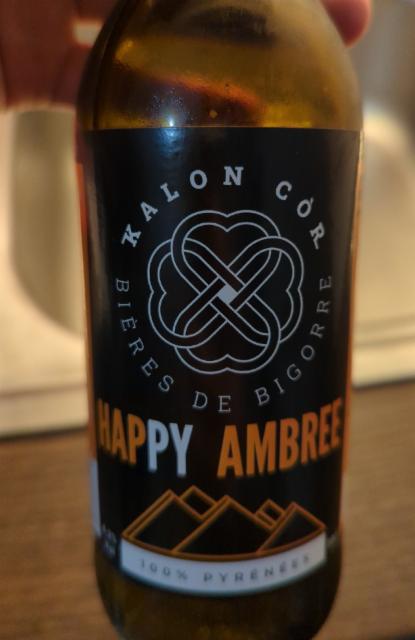 KALON CÒR
BIÈRES DE BIGORRE
HAPPY AMBREE
100% PYRÉNÉES